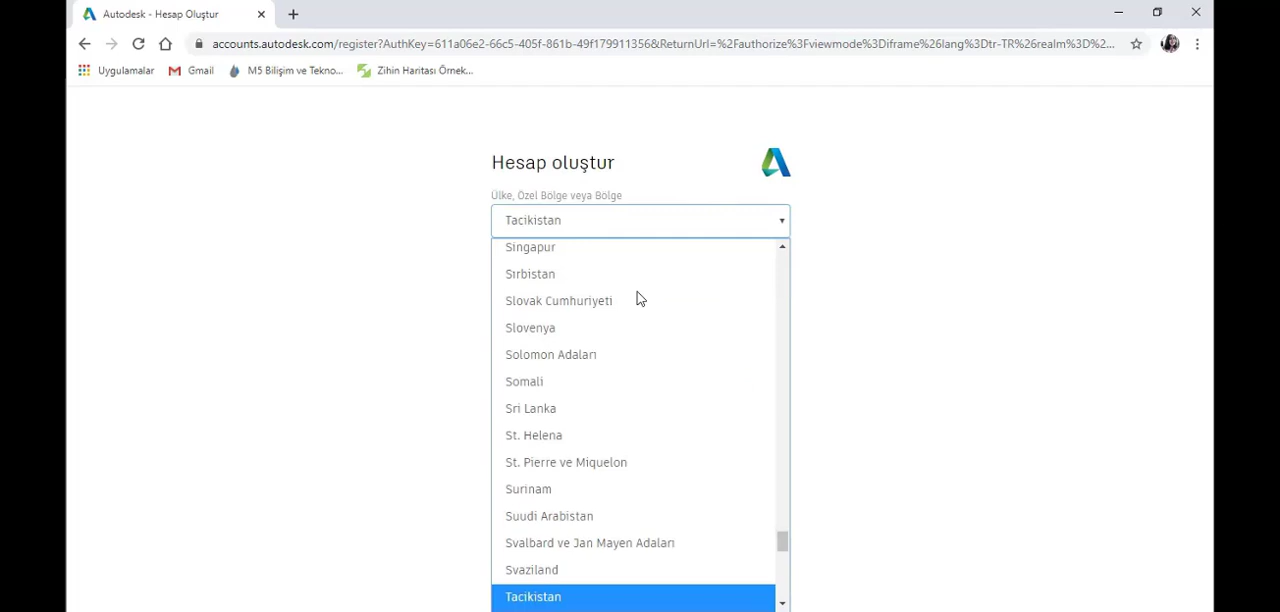 Autodesk - Hesap Oluştur
accounts.autodesk.com/register?AuthKey=611a06e2-66c5-405f-861b-49f179911356&ReturnUrl=%2Fauthorize%3Fviewmode%3Diframe%26lang%3Dtr-TR%26realm%3D%2...
Uygulamalar Gmail M5 Bilişim ve Tekno... Zihin Haritası Örnek...
Hesap oluştur
Ülke, Özel Bölge veya Bölge
Tacikistan
Singapur
Sırbistan
Slovak Cumhuriyeti
Slovenya
Solomon Adaları
Somali
Sri Lanka
St. Helena
St. Pierre ve Miquelon
Surinam
Suudi Arabistan
Svalbard ve Jan Mayen Adaları
Svaziland
Tacikistan